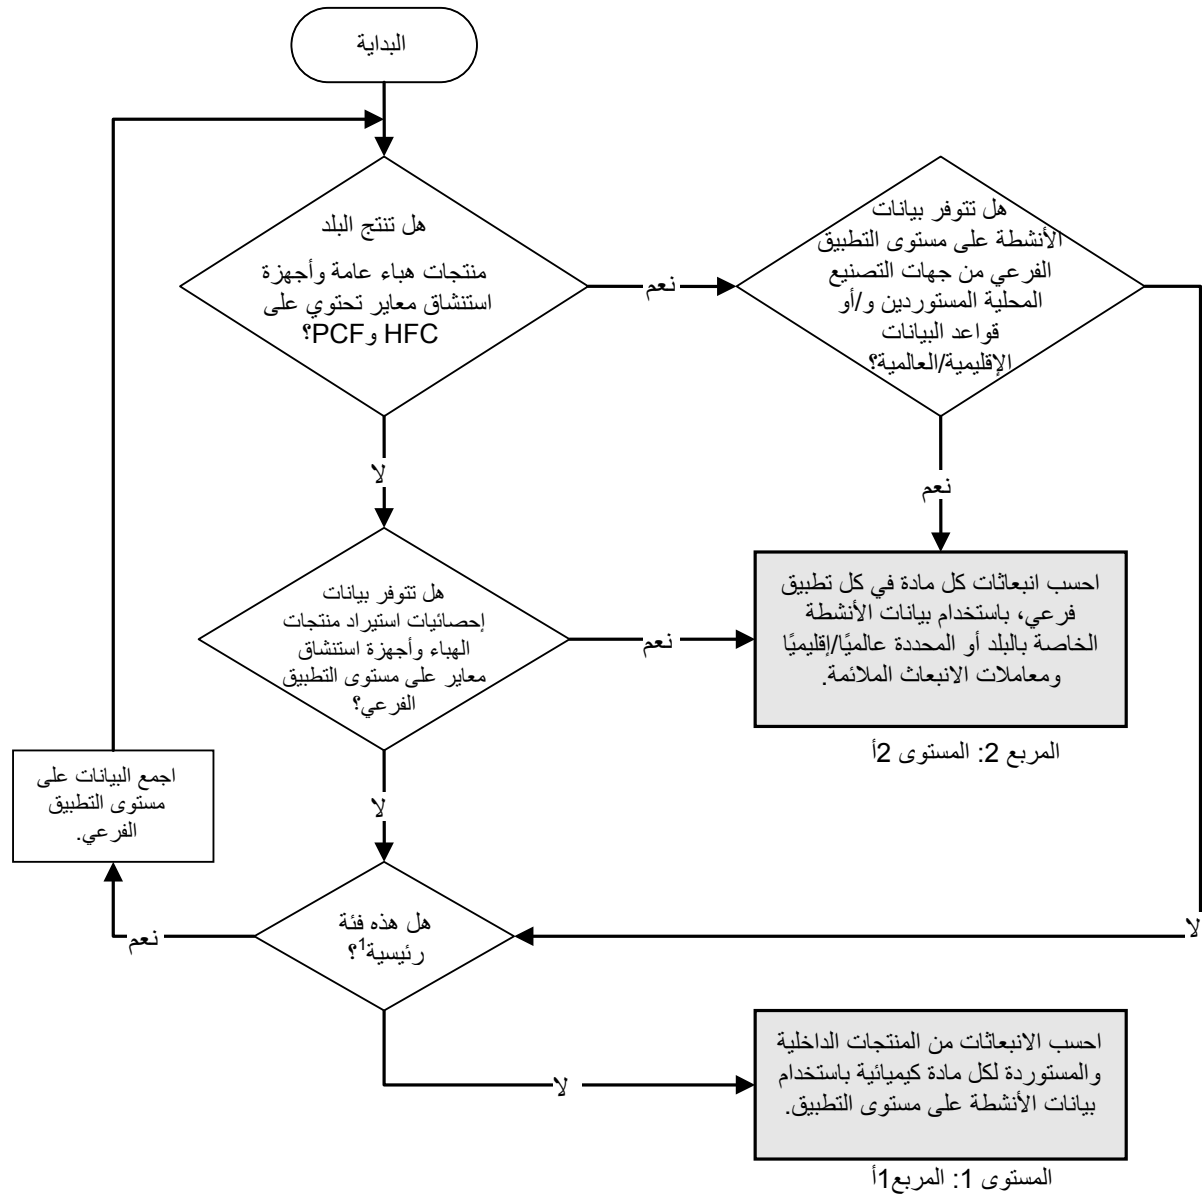 البداية
هل تنتج البلد
منتجات هباء عامة وأجهزة
استنشاق معاير تحتوي على
HFC وPCF؟
نعم
هل تتوفر بيانات
الأنشطة على مستوى التطبيق
الفرعي من جهات التصنيع
المحلية المستوردين و/أو
قواعد البيانات
الإقليمية/العالمية؟
لا
نعم
هل تتوفر بيانات
إحصائيات استيراد منتجات
الهباء وأجهزة استنشاق
معاير على مستوى التطبيق
الفرعي؟
نعم
احسب انبعاثات كل مادة في كل تطبيق
فرعي، باستخدام بيانات الأنشطة
الخاصة بالبلد أو المحددة عالميًا/إقليميًا
ومعاملات الانبعاث الملائمة.
المربع 2: المستوى 2أ
اجمع البيانات على
مستوى التطبيق
الفرعي.
لا
هل هذه فئة
رئيسية1؟
نعم
لا
لا
احسب الانبعاثات من المنتجات الداخلية
والمستوردة لكل مادة كيميائية باستخدام
بيانات الأنشطة على مستوى التطبيق.
المستوى 1: المربع1أ